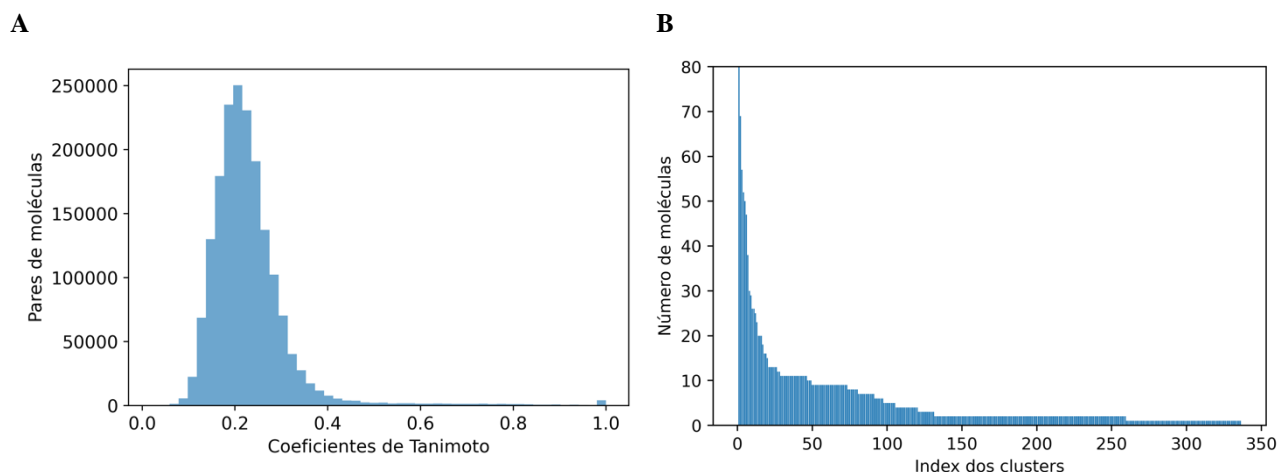 A
B
250000
200000
150000
100000
50000
0
Pares de moléculas
0.0 0.2 0.4 0.6 0.8 1.0
Coeficientes de Tanimoto
80
70
60
50
40
30
20
10
0
Número de moléculas
0 50 100 150 200 250 300 350
Index dos clusters